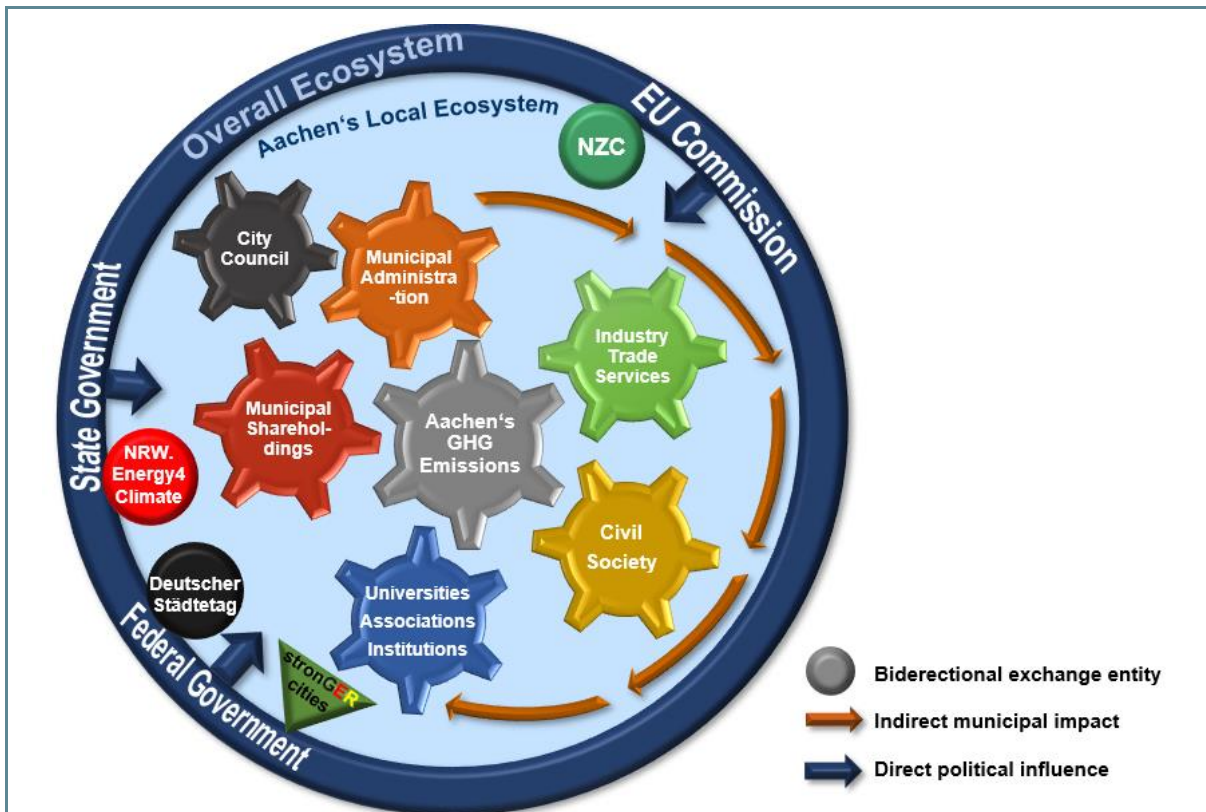 Overall Ecosystem
Aachen's Local Ecosystem
EU Commission
NZC
City
Council
Municipal
Administra
-tion
Industry
Trade
Services
State Government
Municipal
Sharehol-
dings
Aachen's
GHG
Emissions
NRW.
Energy4
Climate
Civil
Society
Deutscher
Städtetag
Universities
Associations
Institutions
Federal Government
stronGER
cities
Biderectional exchange entity
Indirect municipal impact
Direct political influence